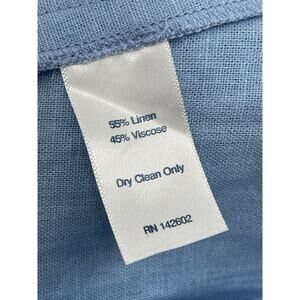 55% Linen
45% Viscose
Dry Clean Only
RN 142602